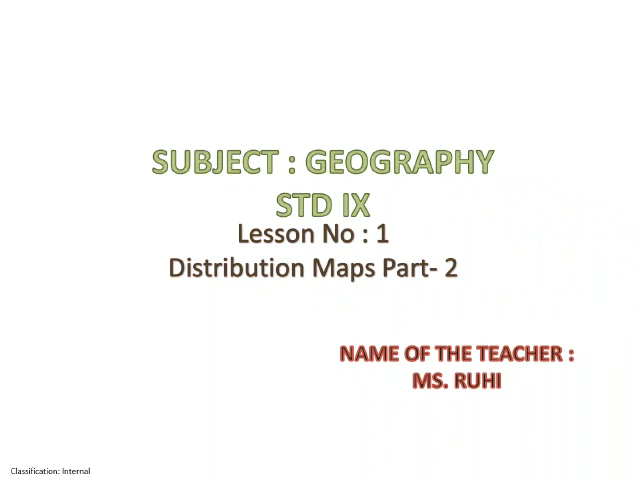 SUBJECT : GEOGRAPHY
STD IX
Lesson No : 1
Distribution Maps Part- 2
NAME OF THE TEACHER :
MS. RUHI
Classification: Internal